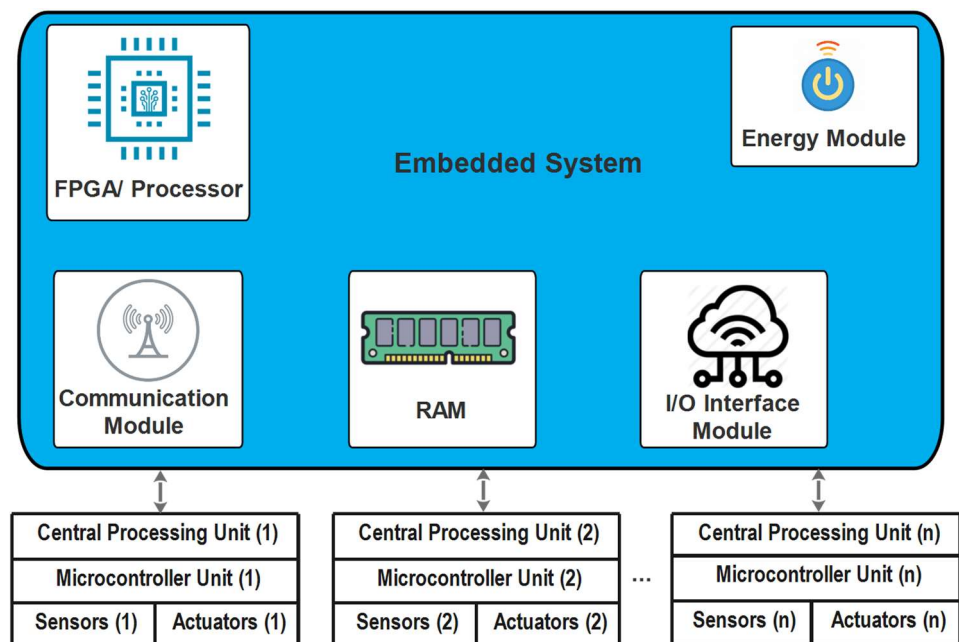 Energy Module
Embedded System
FPGA/ Processor
Communication
Module
RAM
I/O Interface
Module
Central Processing Unit (1)
Microcontroller Unit (1)
Sensors (1)
Actuators (1)
Central Processing Unit (2)
Microcontroller Unit (2)
Sensors (2)
Actuators (2)
...
Central Processing Unit (n)
Microcontroller Unit (n)
Sensors (n)
Actuators (n)